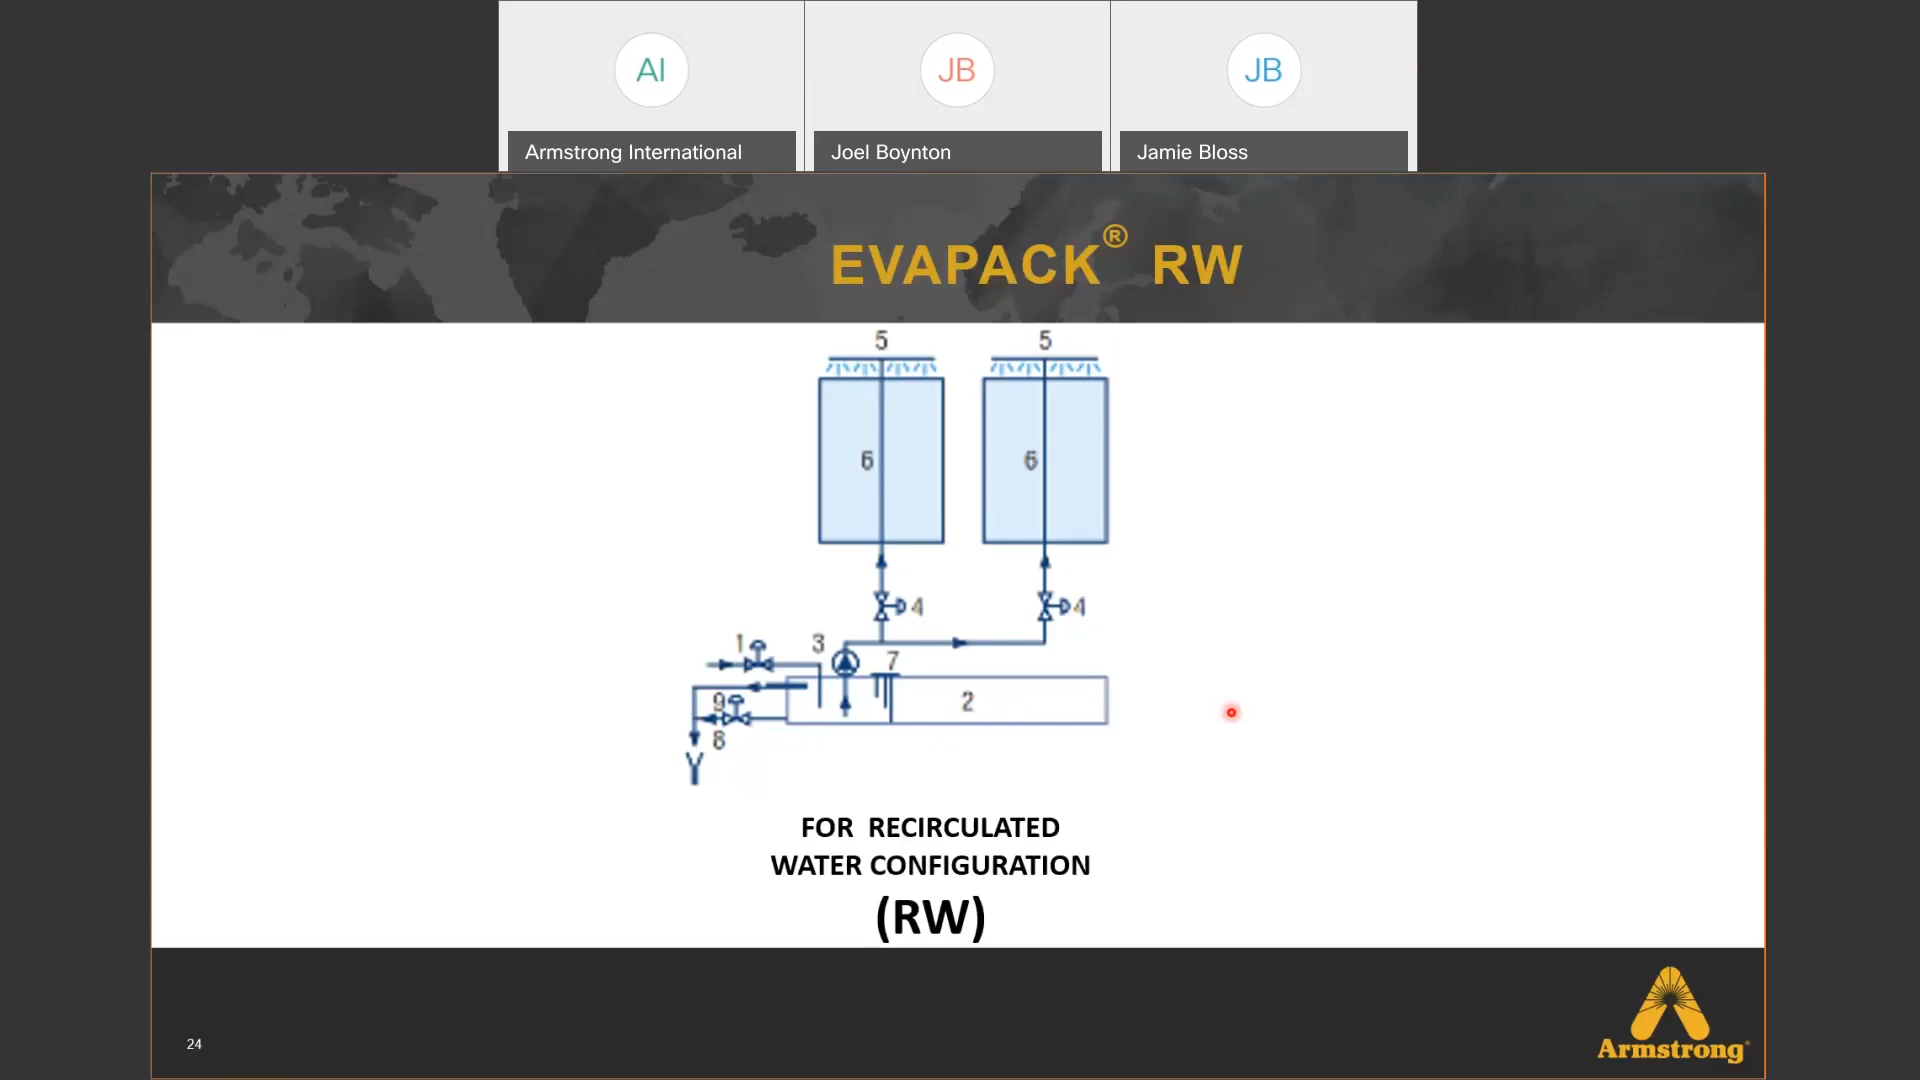 AI
JB
JB
Armstrong International
Joel Boynton
Jamie Bloss
EVAPACK® RW
5
5
6
6
4
4
1
3
7
9
2
8
FOR RECIRCULATED
WATER CONFIGURATION
(RW)
24
Armstrong®